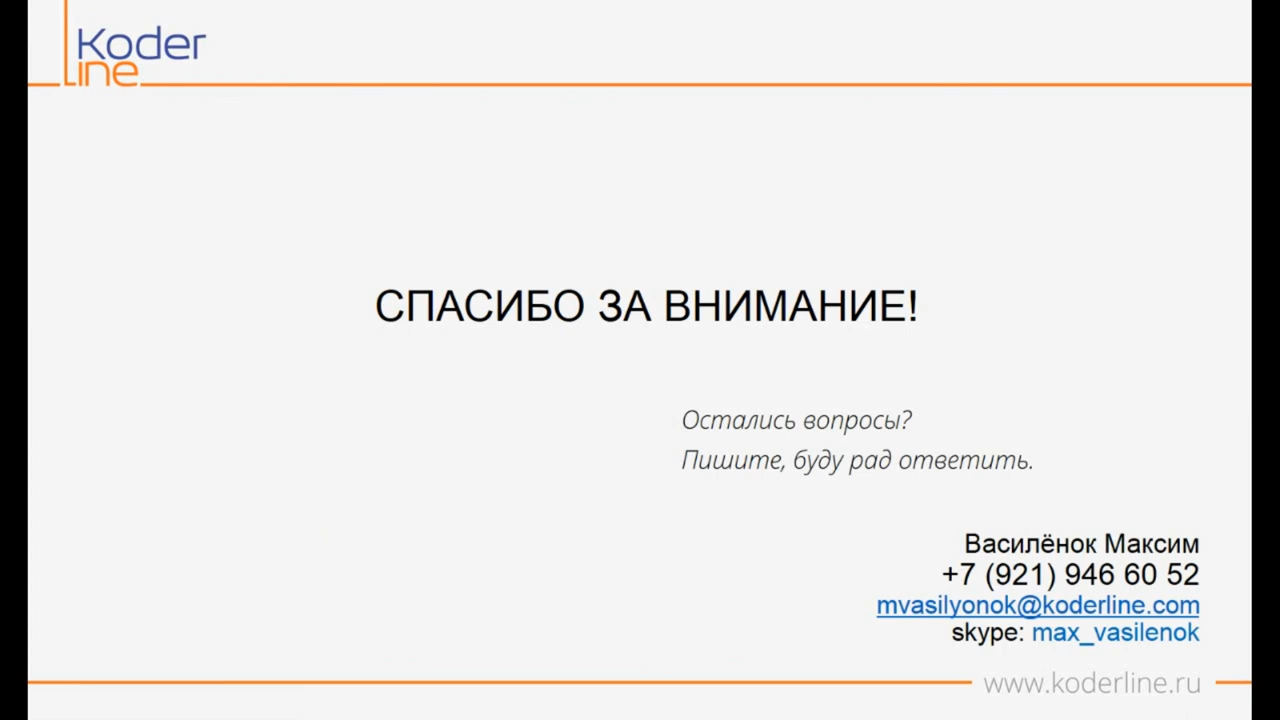 Koder
line
СПАСИБО ЗА ВНИМАНИЕ!
Остались вопросы?
Пишите, буду рад ответить.
Василёнок Максим
+7 (921) 946 60 52
mvasilyonok@koderline.com
skype: max_vasilenok
www.koderline.ru